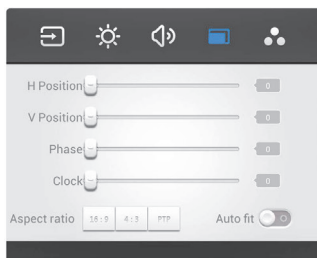 H Position 0
V Position 0
Phase 0
Clock 0
Aspect ratio 16:9 4:3 PTP Auto fit